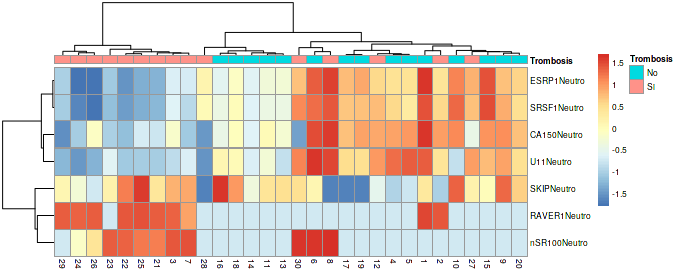 Trombosis
ESRP1Neutro
SRSF1Neutro
CA150Neutro
U11Neutro
SKIPNeutro
RAVER1Neutro
nSR100Neutro
29 24 26 23 22 25 21 3 7 28 16 18 14 11 13 30 6 8 17 19 12 4 5 1 2 10 27 15 9 20
1.5
1
0.5
0
-0.5
-1
-1.5
Trombosis
No
SI